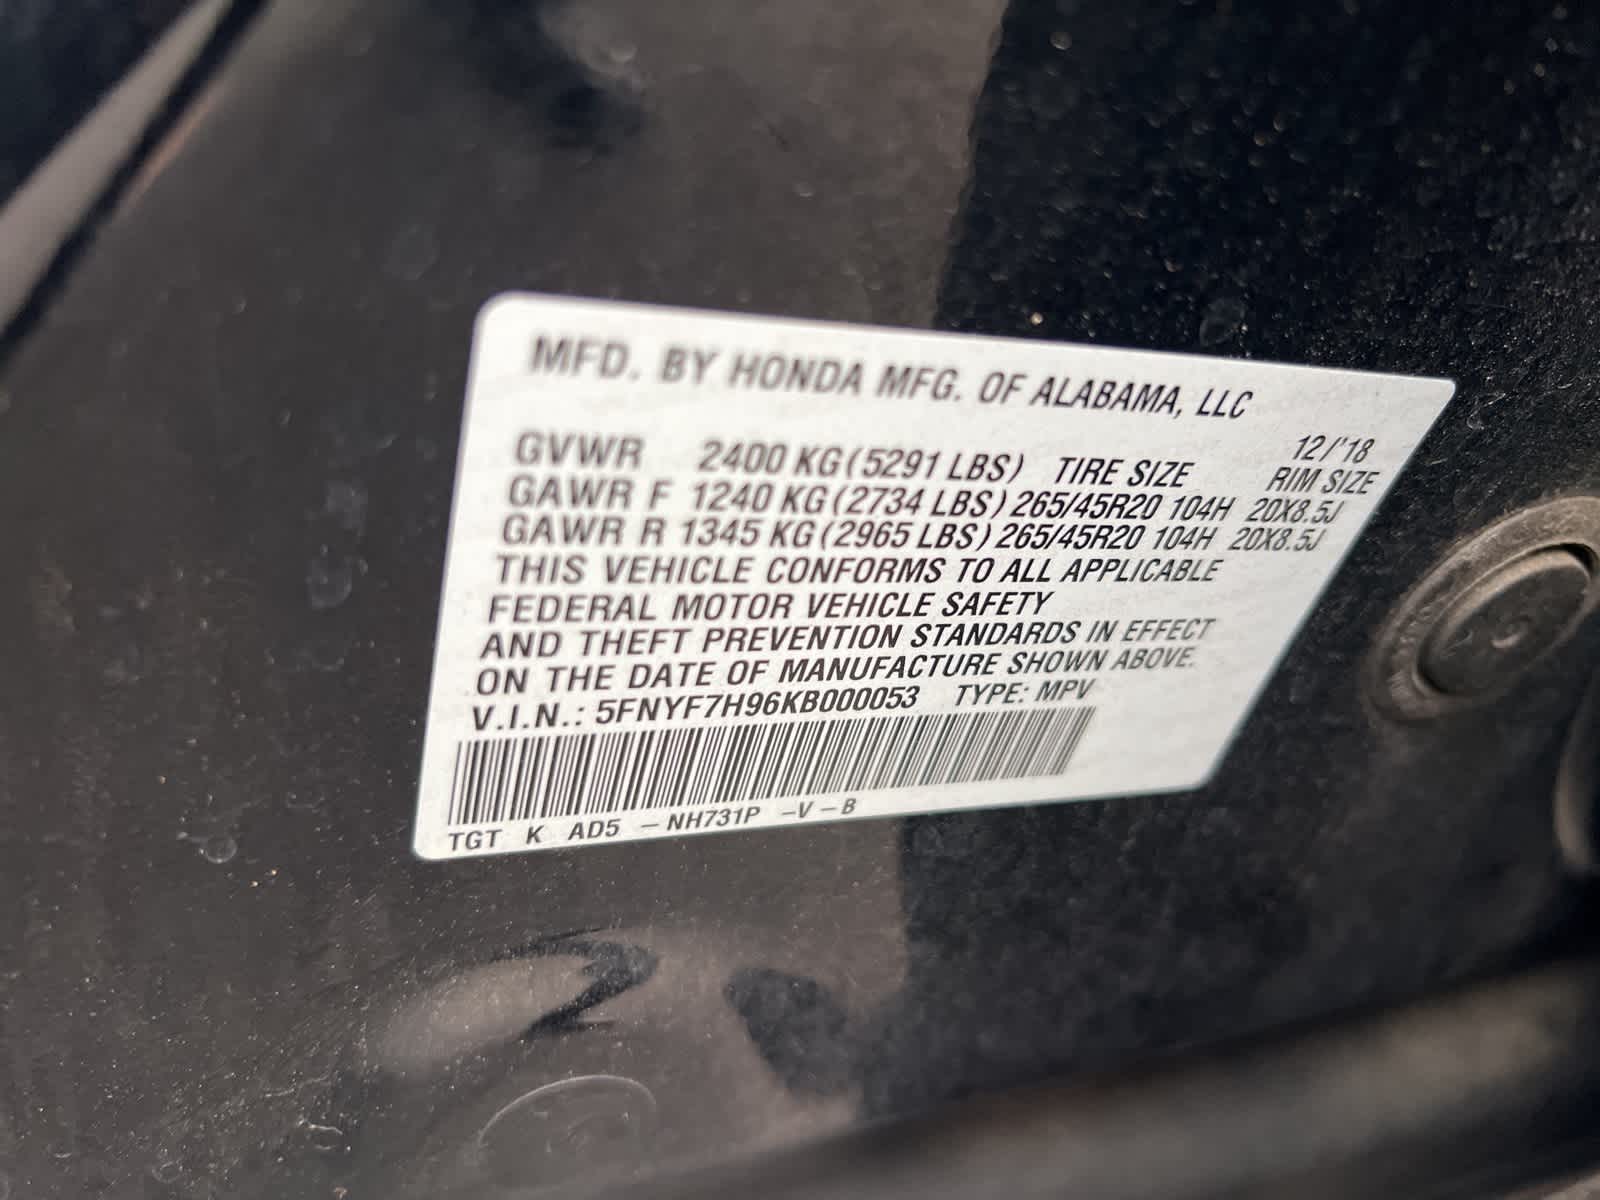 MFD. BY HONDA MFG. OF ALABAMA, LLC
12/'18
GVWR 2400 KG (5291 LBS) TIRE SIZE RIM SIZE
GAWR F 1240 KG (2734 LBS) 265/45R20 104H 20X8.5J
GAWR R 1345 KG (2965 LBS) 265/45R20 104H 20X8.5J
THIS VEHICLE CONFORMS TO ALL APPLICABLE
FEDERAL MOTOR VEHICLE SAFETY
AND THEFT PREVENTION STANDARDS IN EFFECT
ON THE DATE OF MANUFACTURE SHOWN ABOVE.
V.I.N.: 5FNYF7H96KB000053 TYPE: MPV
TGT K AD5 - NH731P -V-B